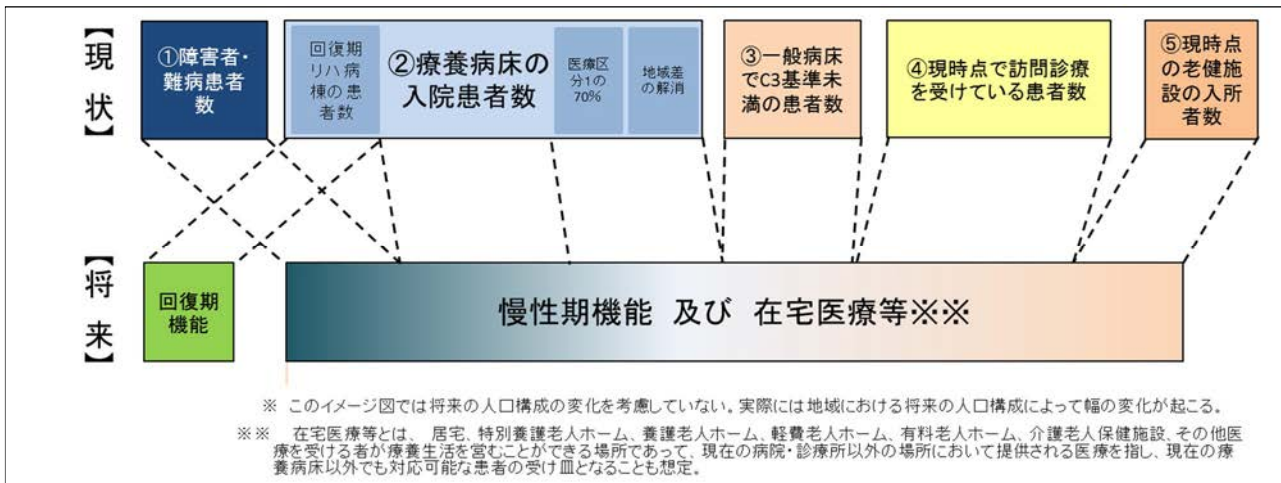 【現状】
①障害者・
難病患者
数
回復期
リハ病
棟の患
者数
②療養病床の
入院患者数
医療区
分1の
70%
地域差
の解消
③一般病床
でC3基準未
満の患者数
④現時点で訪問診療
を受けている患者数
⑤現時点
の老健施
設の入所
者数
【将来】
回復期
機能
慢性期機能 及び 在宅医療等※※
※ このイメージ図では将来の人口構成の変化を考慮していない。実際には地域における将来の人口構成によって幅の変化が起こる。
※※ 在宅医療等とは、 居宅、特別養護老人ホーム、養護老人ホーム、軽費老人ホーム、有料老人ホーム、介護老人保健施設、その他医
療を受ける者が療養生活を営むことができる場所であって、現在の病院・診療所以外の場所において提供される医療を指し、現在の療
養病床以外でも対応可能な患者の受け皿となることも想定。